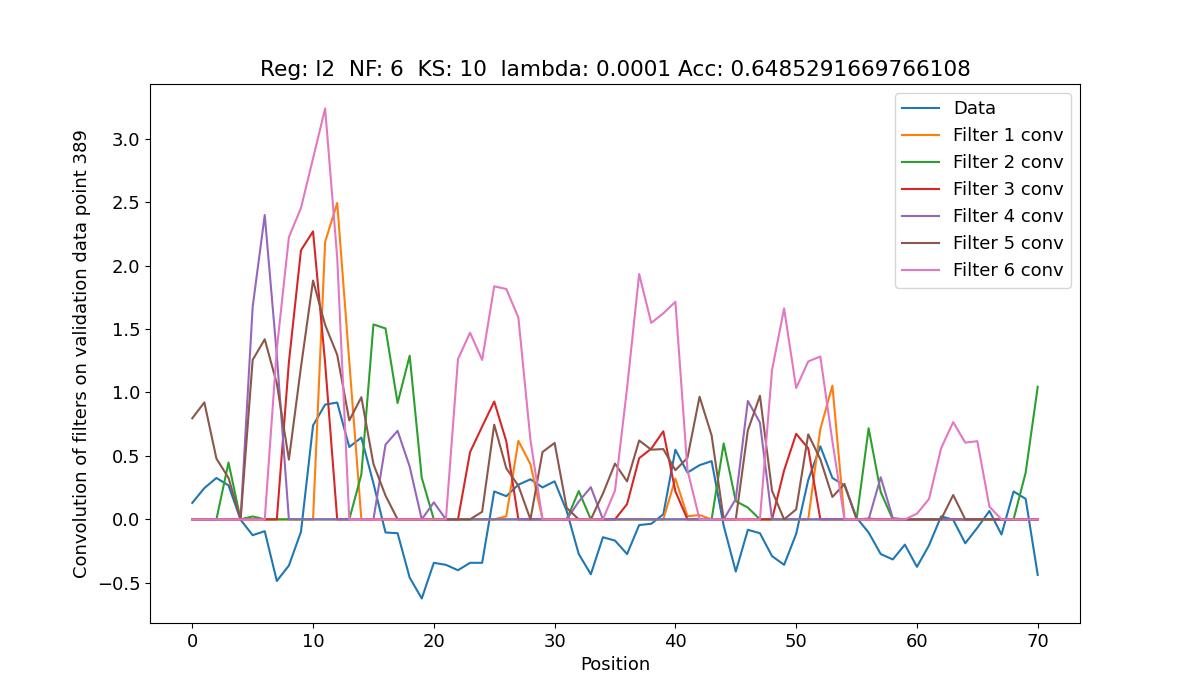 Reg: l2  NF: 6  KS: 10  lambda: 0.0001 Acc: 0.6485291669766108
Convolution of filters on validation data point 389
3.0
2.5
2.0
1.5
1.0
0.5
0.0
−0.5
Data
Filter 1 conv
Filter 2 conv
Filter 3 conv
Filter 4 conv
Filter 5 conv
Filter 6 conv
0 10 20 30 40 50 60 70
Position